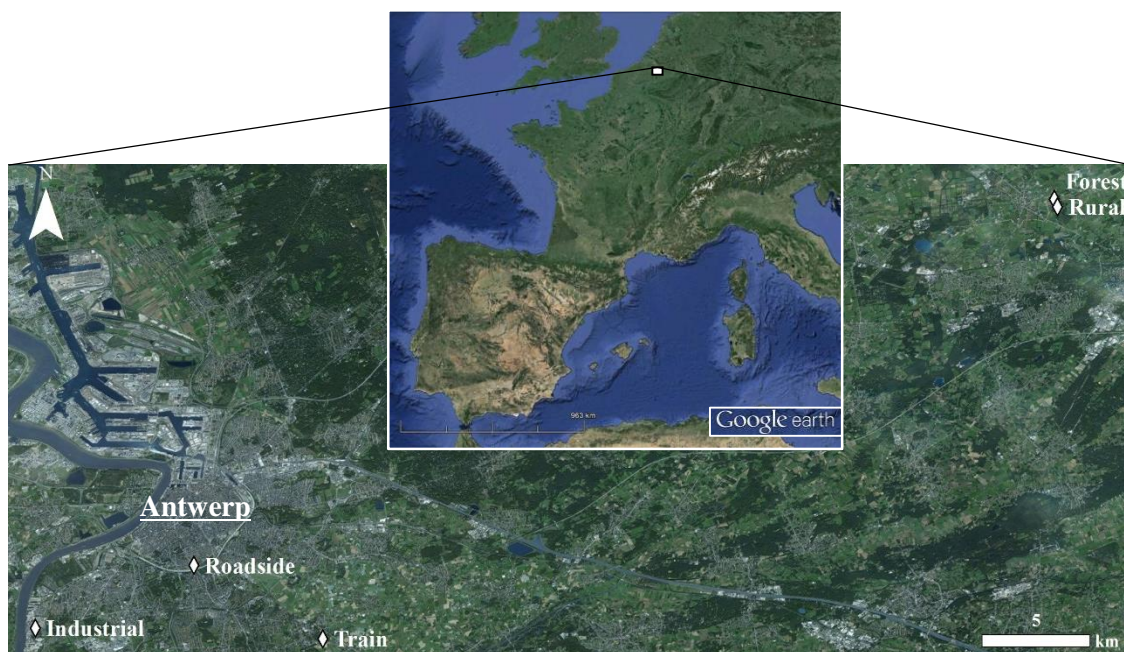 N
Forest
Rural
963 km
Google earth
Antwerp
Roadside
Industrial
Train
5
km